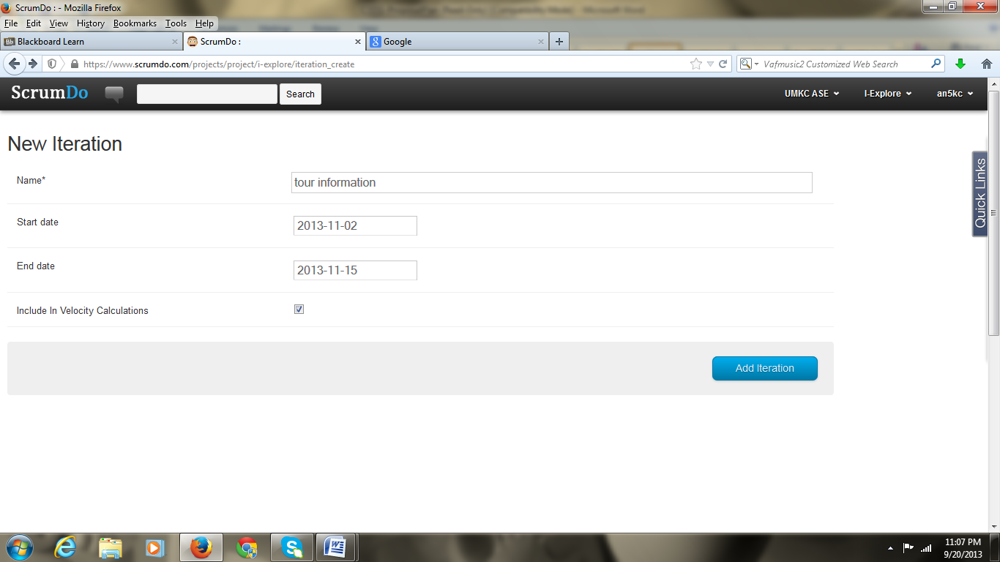 ScrumDo : - Mozilla Firefox
File Edit View History Bookmarks Tools Help
Bb Blackboard Learn ScrumDo : Google
https://www.scrumdo.com/projects/project/i-explore/iteration_create Vafmusic2 Customized Web Search
ScrumDo Search UMKC ASE I-Explore an5kc
New Iteration
Name* tour information
Start date 2013-11-02
End date 2013-11-15
Include In Velocity Calculations
Add Iteration
Quick Links
11:07 PM
9/20/2013